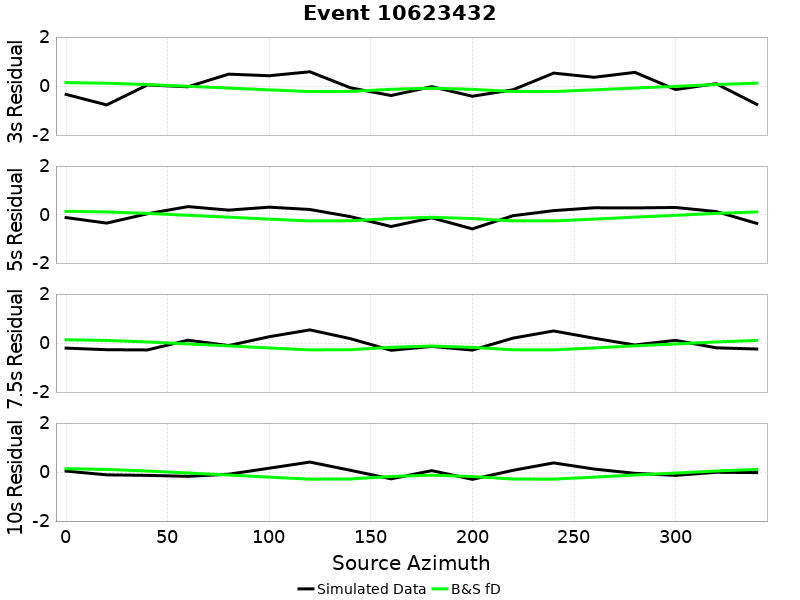 Event 10623432
3s Residual
2
0
-2
5s Residual
2
0
-2
7.5s Residual
2
0
-2
10s Residual
2
0
-2
0 50 100 150 200 250 300
Source Azimuth
Simulated Data B&S fD